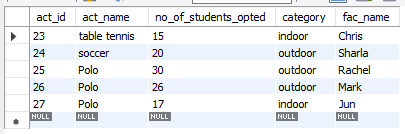 act_id act_name no_of_students_opted category fac_name
23 table tennis 15 indoor Chris
24 soccer 20 outdoor Sharla
25 Polo 30 outdoor Rachel
26 Polo 26 outdoor Mark
27 Polo 17 indoor Jun
NULL NULL NULL NULL NULL